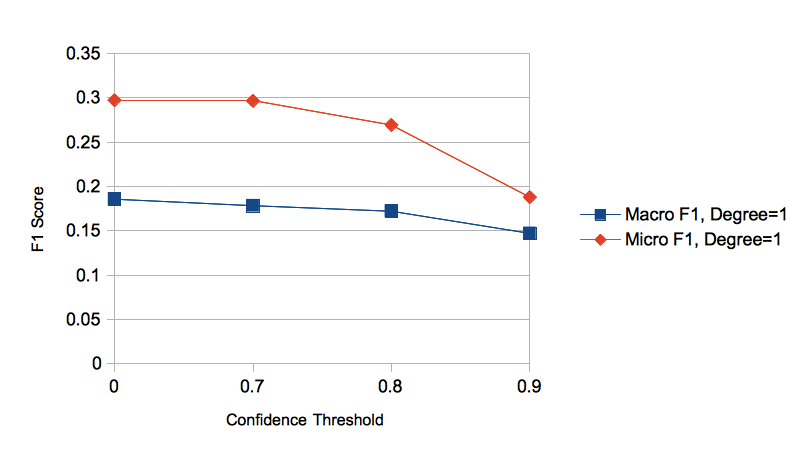 0.35
0.3
0.25
0.2
0.15
0.1
0.05
0
F1 Score
0 0.7 0.8 0.9
Confidence Threshold
Macro F1, Degree=1
Micro F1, Degree=1